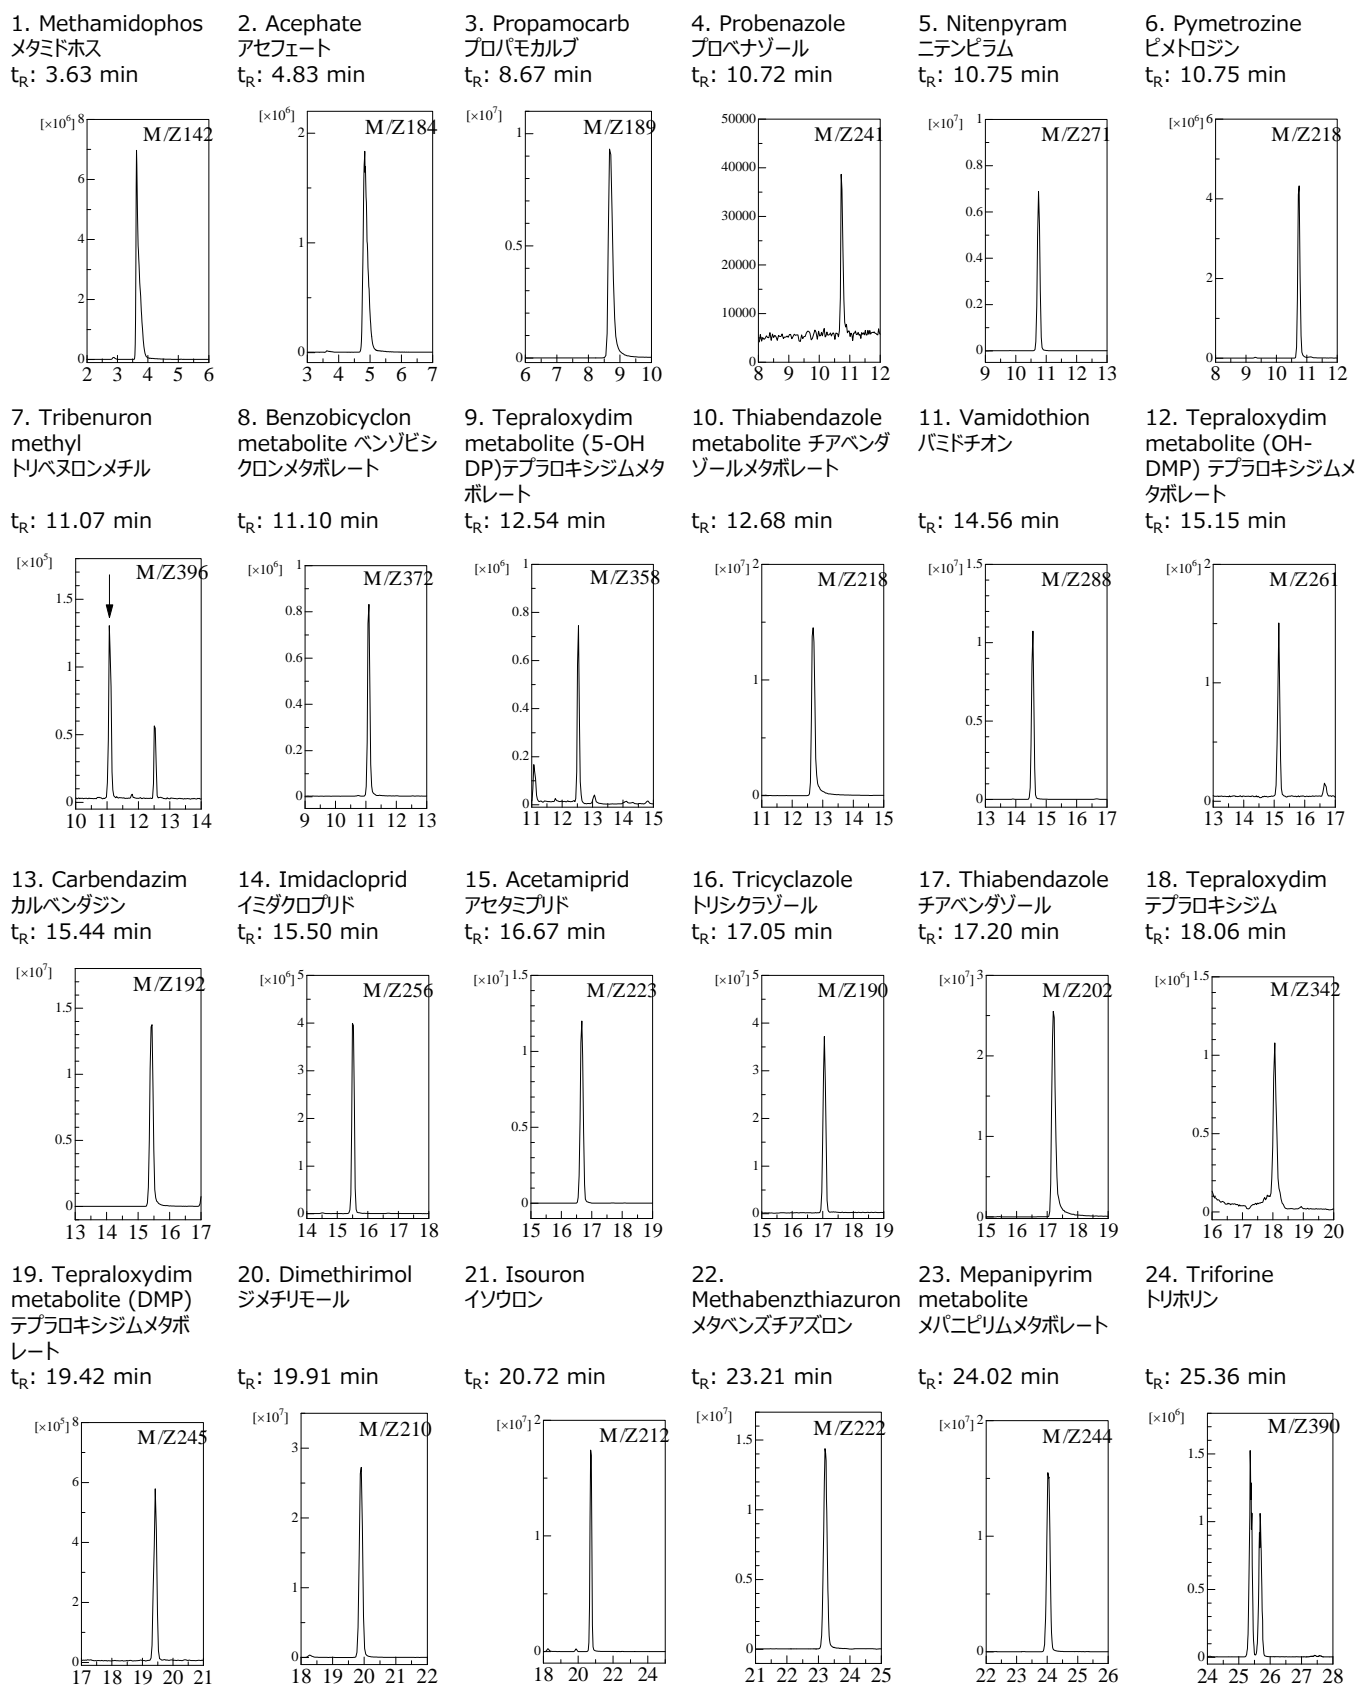 1. Methamidophos
メタミドホス
tR: 3.63 min
[×10⁶] 8
M/Z142
6
4
2
0
2 3 4 5 6
2. Acephate
アセフェート
tR: 4.83 min
[×10⁶]
M/Z184
2
1
0
3 4 5 6 7
3. Propamocarb
プロパモカルブ
tR: 8.67 min
[×10⁷]
M/Z189
1
0.5
0
6 7 8 9 10
4. Probenazole
プロベナゾール
tR: 10.72 min
M/Z241
50000
40000
30000
20000
10000
0
8 9 10 11 12
5. Nitenpyram
ニテンピラム
tR: 10.75 min
[×10⁷] 1
M/Z271
0.8
0.6
0.4
0.2
0
9 10 11 12 13
6. Pymetrozine
ピメトロジン
tR: 10.75 min
[×10⁶] 6
M/Z218
4
2
0
8 9 10 11 12
7. Tribenuron
methyl
トリベヌロンメチル
tR: 11.07 min
[×10⁵]
M/Z396
1.5
1
0.5
0
10 11 12 13 14
8. Benzobicyclon
metabolite ベンゾビシ
クロンメタボレート
tR: 11.10 min
[×10⁶] 1
M/Z372
0.8
0.6
0.4
0.2
0
9 10 11 12 13
9. Tepraloxydim
metabolite (5-OH
DP)テプラロキシジムメタ
ボレート
tR: 12.54 min
[×10⁶] 1
M/Z358
0.8
0.6
0.4
0.2
0
11 12 13 14 15
10. Thiabendazole
metabolite チアベンダ
ゾールメタボレート
tR: 12.68 min
[×10⁷] 2
M/Z218
1
0
11 12 13 14 15
11. Vamidothion
バミドチオン
tR: 14.56 min
[×10⁷] 1.5
M/Z288
1
0.5
0
13 14 15 16 17
12. Tepraloxydim
metabolite (OH-
DMP) テプラロキシジムメ
タボレート
tR: 15.15 min
[×10⁶] 2
M/Z261
1
0
13 14 15 16 17
13. Carbendazim
カルベンダジン
tR: 15.44 min
[×10⁷]
M/Z192
1.5
1
0.5
0
13 14 15 16 17
14. Imidacloprid
イミダクロプリド
tR: 15.50 min
[×10⁶] 5
M/Z256
4
3
2
1
0
14 15 16 17 18
15. Acetamiprid
アセタミプリド
tR: 16.67 min
[×10⁷] 1.5
M/Z223
1
0.5
0
15 16 17 18 19
16. Tricyclazole
トリシクラゾール
tR: 17.05 min
[×10⁷] 5
M/Z190
4
3
2
1
0
15 16 17 18 19
17. Thiabendazole
チアベンダゾール
tR: 17.20 min
[×10⁷] 3
M/Z202
2
1
0
15 16 17 18 19
18. Tepraloxydim
テプラロキシジム
tR: 18.06 min
[×10⁶] 1.5
M/Z342
1
0.5
0
16 17 18 19 20
19. Tepraloxydim
metabolite (DMP)
テプラロキシジムメタボ
レート
tR: 19.42 min
[×10⁵] 8
M/Z245
6
4
2
0
17 18 19 20 21
20. Dimethirimol
ジメチリモール
tR: 19.91 min
[×10⁷]
M/Z210
3
2
1
0
18 19 20 21 22
21. Isouron
イソウロン
tR: 20.72 min
[×10⁷] 2
M/Z212
1
0
18 20 22 24
22.
Methabenzthiazuron
メタベンズチアズロン
tR: 23.21 min
[×10⁷]
M/Z222
1.5
1
0.5
0
21 22 23 24 25
23. Mepanipyrim
metabolite
メパニピリムメタボレート
tR: 24.02 min
[×10⁷] 2
M/Z244
1
0
22 23 24 25 26
24. Triforine
トリホリン
tR: 25.36 min
[×10⁶]
M/Z390
1.5
1
0.5
0
24 25 26 27 28